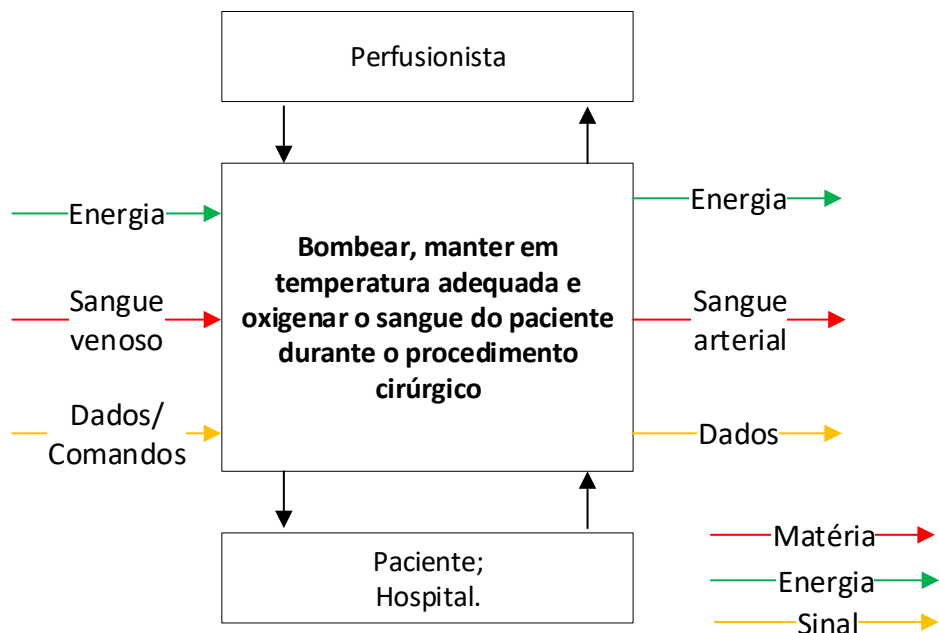 Perfusionista
Energia
Sangue
venoso
Dados/
Comandos
Bombear, manter em
temperatura adequada e
oxigenar o sangue do paciente
durante o procedimento
cirúrgico
Energia
Sangue
arterial
Dados
Paciente;
Hospital.
Matéria
Energia
Sinal